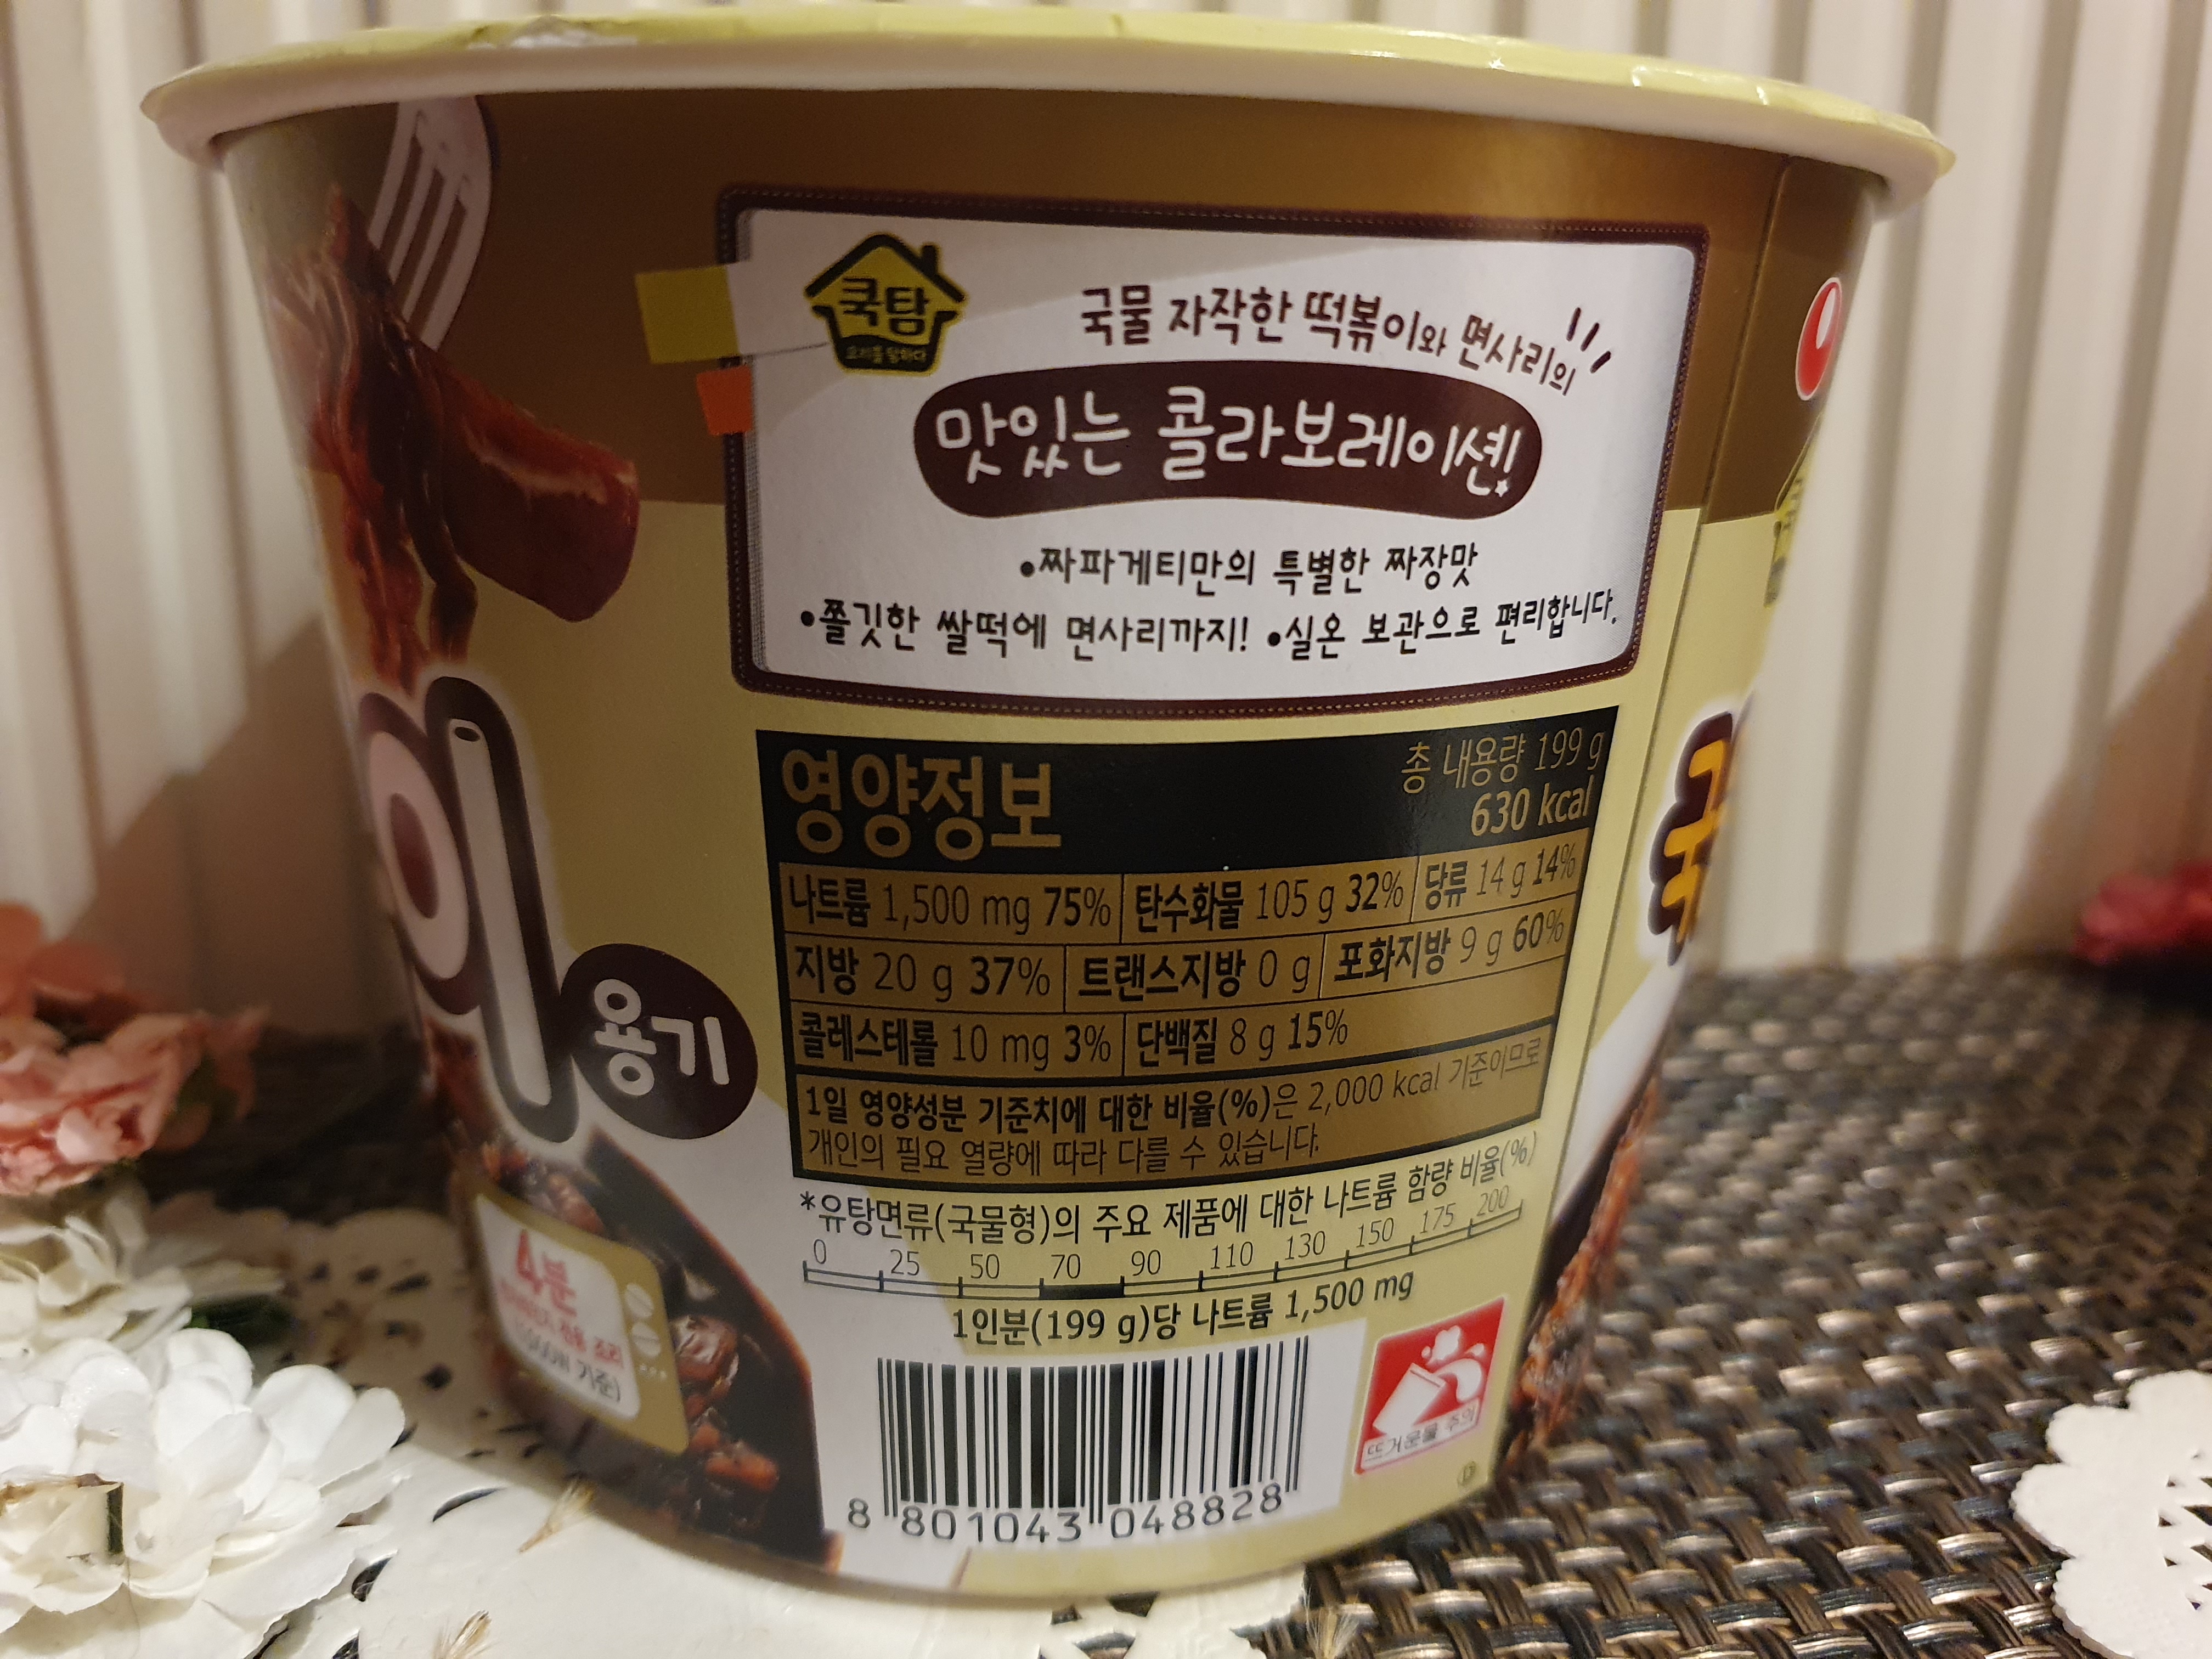 쿡탐
요리를 탐하다
국물 자작한 떡볶이와 면사리의
맛있는 콜라보레이션!
•짜파게티만의 특별한 짜장맛
•쫄깃한 쌀떡에 면사리까지! •실온 보관으로 편리합니다.
영양정보
총 내용량 199 g
630 kcal
나트륨 1,500 mg 75% 탄수화물 105 g 32% 당류 14 g 14%
지방 20 g 37% 트랜스지방 0 g 포화지방 9 g 60%
콜레스테롤 10 mg 3% 단백질 8 g 15%
1일 영양성분 기준치에 대한 비율(%)은 2,000 kcal 기준이므로
개인의 필요 열량에 따라 다를 수 있습니다.
*유탕면류(국물형)의 주요 제품에 대한 나트륨 함량 비율(%)
0 25 50 70 90 110 130 150 175 200
1인분(199 g)당 나트륨 1,500 mg
8 801043 048828
뜨거운물 주의
이
용기
4분
조리
기준)
국